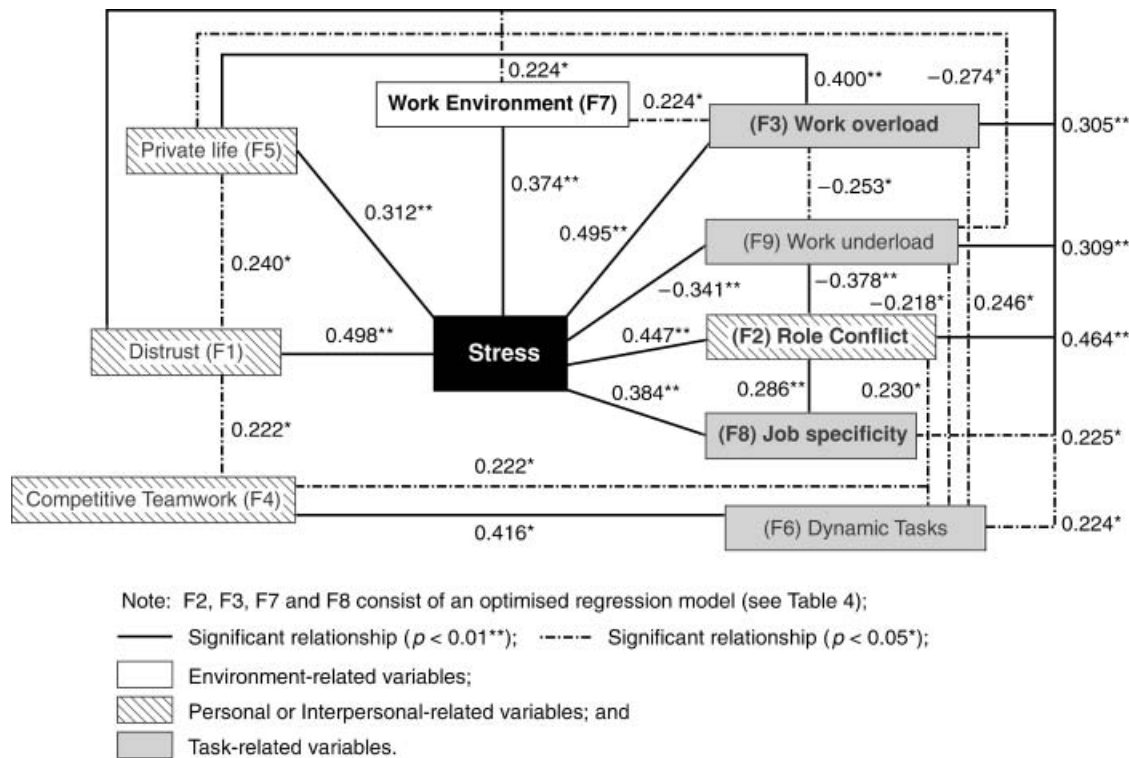 0.224*
−0.274*
0.400**
Work Environment (F7)
0.224*
(F3) Work overload
0.305**
Private life (F5)
0.374**
−0.253*
0.312**
0.495**
(F9) Work underload
0.309**
0.240*
−0.341**
−0.378**
−0.218*
0.246*
Distrust (F1)
0.498**
Stress
0.447**
(F2) Role Conflict
0.464**
0.384**
0.286**
0.230*
0.222*
(F8) Job specificity
0.225*
0.222*
Competitive Teamwork (F4)
0.416*
(F6) Dynamic Tasks
0.224*
Note: F2, F3, F7 and F8 consist of an optimised regression model (see Table 4);
Significant relationship (p < 0.01**); Significant relationship (p < 0.05*);
Environment-related variables;
Personal or Interpersonal-related variables; and
Task-related variables.